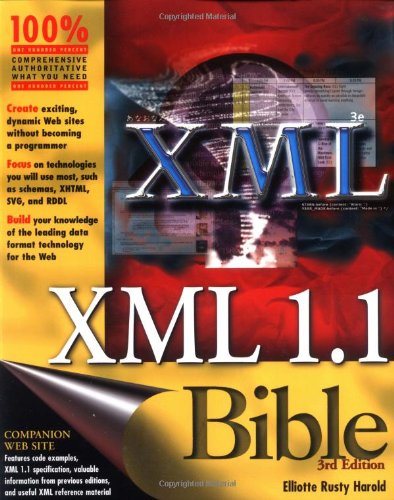 Copyrighted Material
100%
ONE HUNDRED PERCENT
COMPREHENSIVE
AUTHORITATIVE
WHAT YOU NEED
ONE HUNDRED PERCENT
Create exciting,
dynamic Web sites
without becoming
a programmer
Focus on technologies
you will use most, such
as schemas, XHTML,
SVG, and RDDL
Build your knowledge
of the leading data
format technology
for the Web
3e
XML
XML 1.1
Bible
3rd Edition
Elliotte Rusty Harold
COMPANION
WEB SITE
Features code examples,
XML 1.1 specification, valuable
information from previous editions,
and useful XML reference material
Copyrighted Material